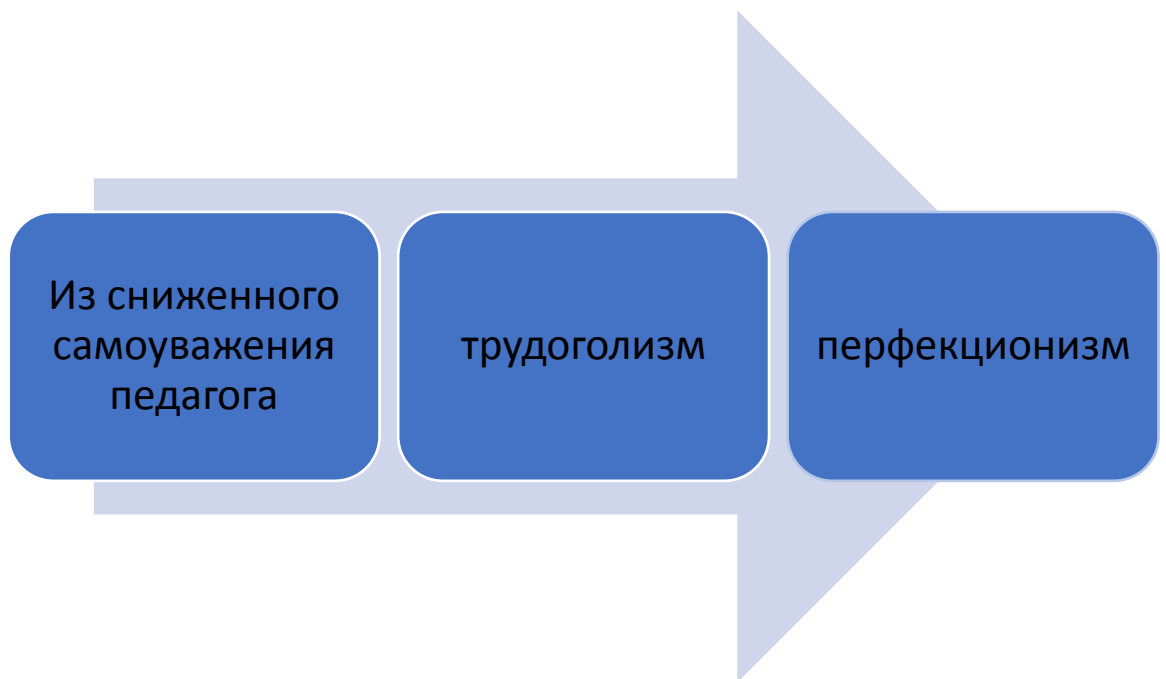 Из сниженного
самоуважения
педагога
трудоголизм
перфекционизм